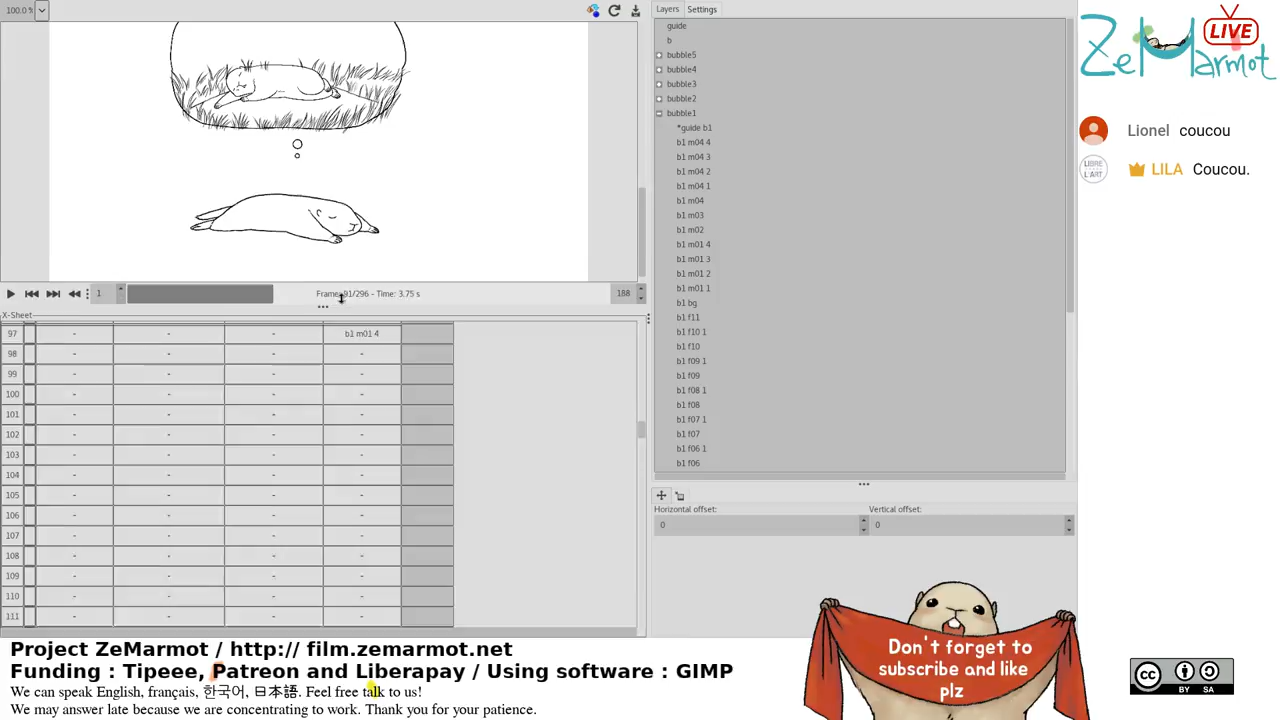 100.0 %
Layers Settings
guide
b
bubble5
bubble4
bubble3
bubble2
bubble1
*guide b1
b1 m04 4
b1 m04 3
b1 m04 2
b1 m04 1
b1 m04
b1 m03
b1 m02
b1 m01 4
b1 m01 3
b1 m01 2
b1 m01 1
b1 bg
b1 f11
b1 f10 1
b1 f10
b1 f09 1
b1 f09
b1 f08 1
b1 f08
b1 f07 1
b1 f07
b1 f06 1
b1 f06
1 Frame 91/296 - Time: 3.75 s 188
X-Sheet
97 - - - b1 m01 4
98 - - - -
99 - - - -
100 - - - -
101 - - - -
102 - - - -
103 - - - -
104 - - - -
105 - - - -
106 - - - -
107 - - - -
108 - - - -
109 - - - -
110 - - - -
111 - - - -
Horizontal offset: Vertical offset:
0 0
ZeMarmot LIVE
Lionel coucou
LIBRE L'ART
LILA Coucou.
Project ZeMarmot / http:// film.zemarmot.net
Funding : Tipeee, Patreon and Liberapay / Using software : GIMP
We can speak English, français, 한국어, 日本語. Feel free talk to us!
We may answer late because we are concentrating to work. Thank you for your patience.
Don't forget to
subscribe and like
plz
CC BY SA